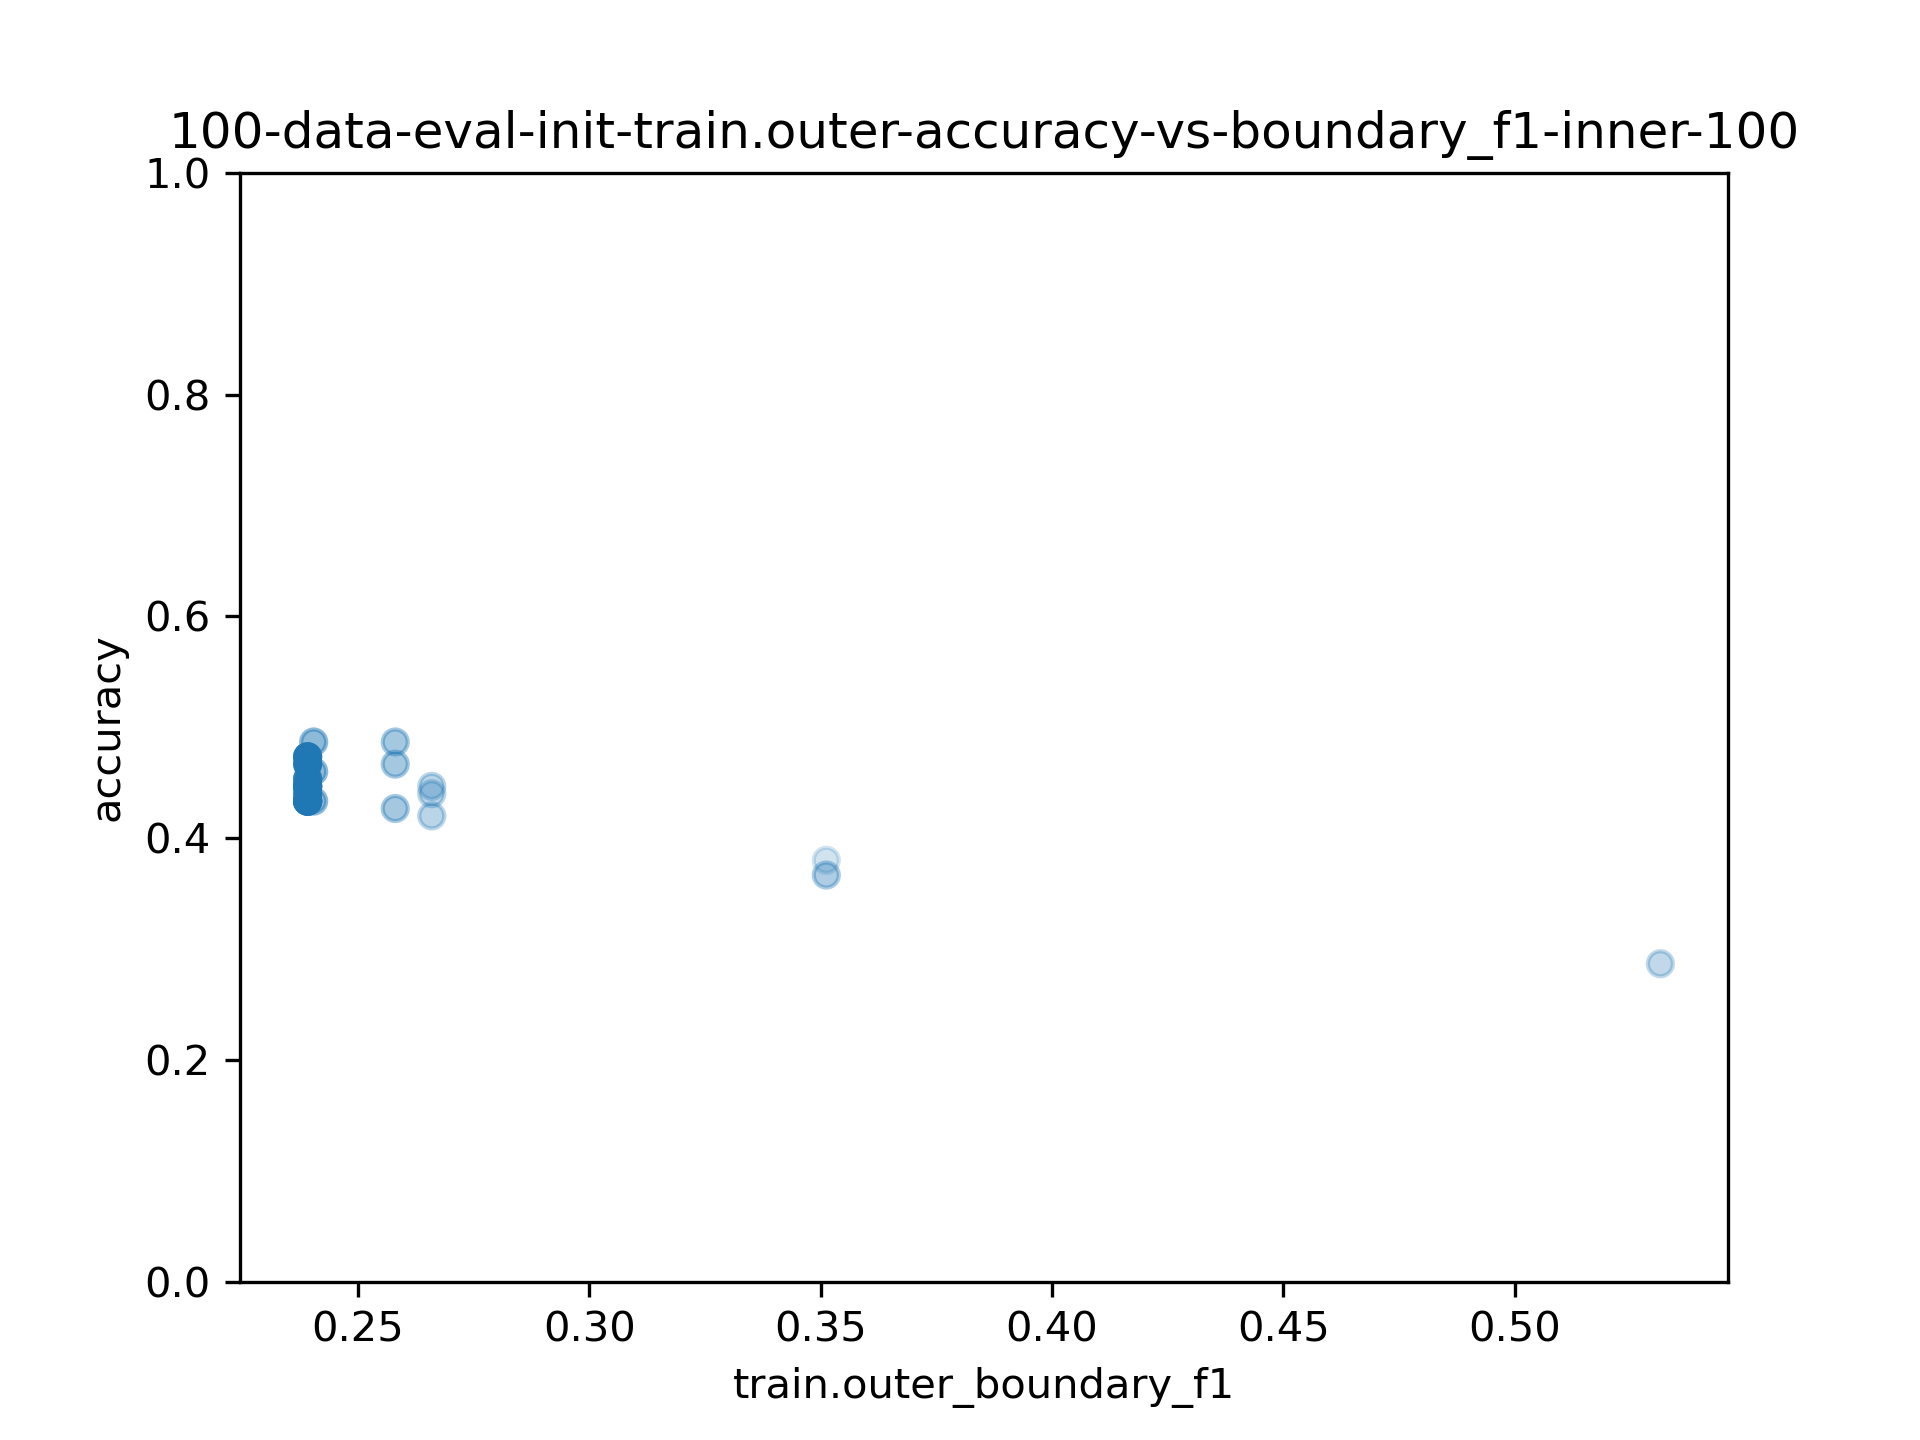 100-data-eval-init-train.outer-accuracy-vs-boundary_f1-inner-100
1.0
0.8
0.6
0.4
0.2
0.0
accuracy
0.25 0.30 0.35 0.40 0.45 0.50
train.outer_boundary_f1